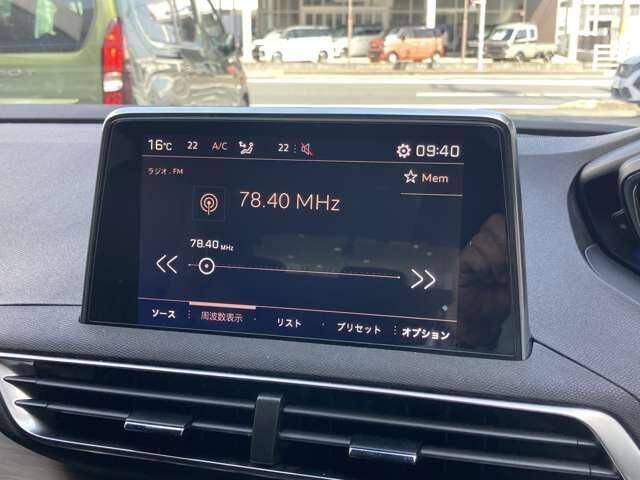 16℃ 22 A/C 22 09:40
ラジオ.FM
Mem
78.40 MHz
78.40 MHz
ソース 周波数表示 リスト プリセット オプション